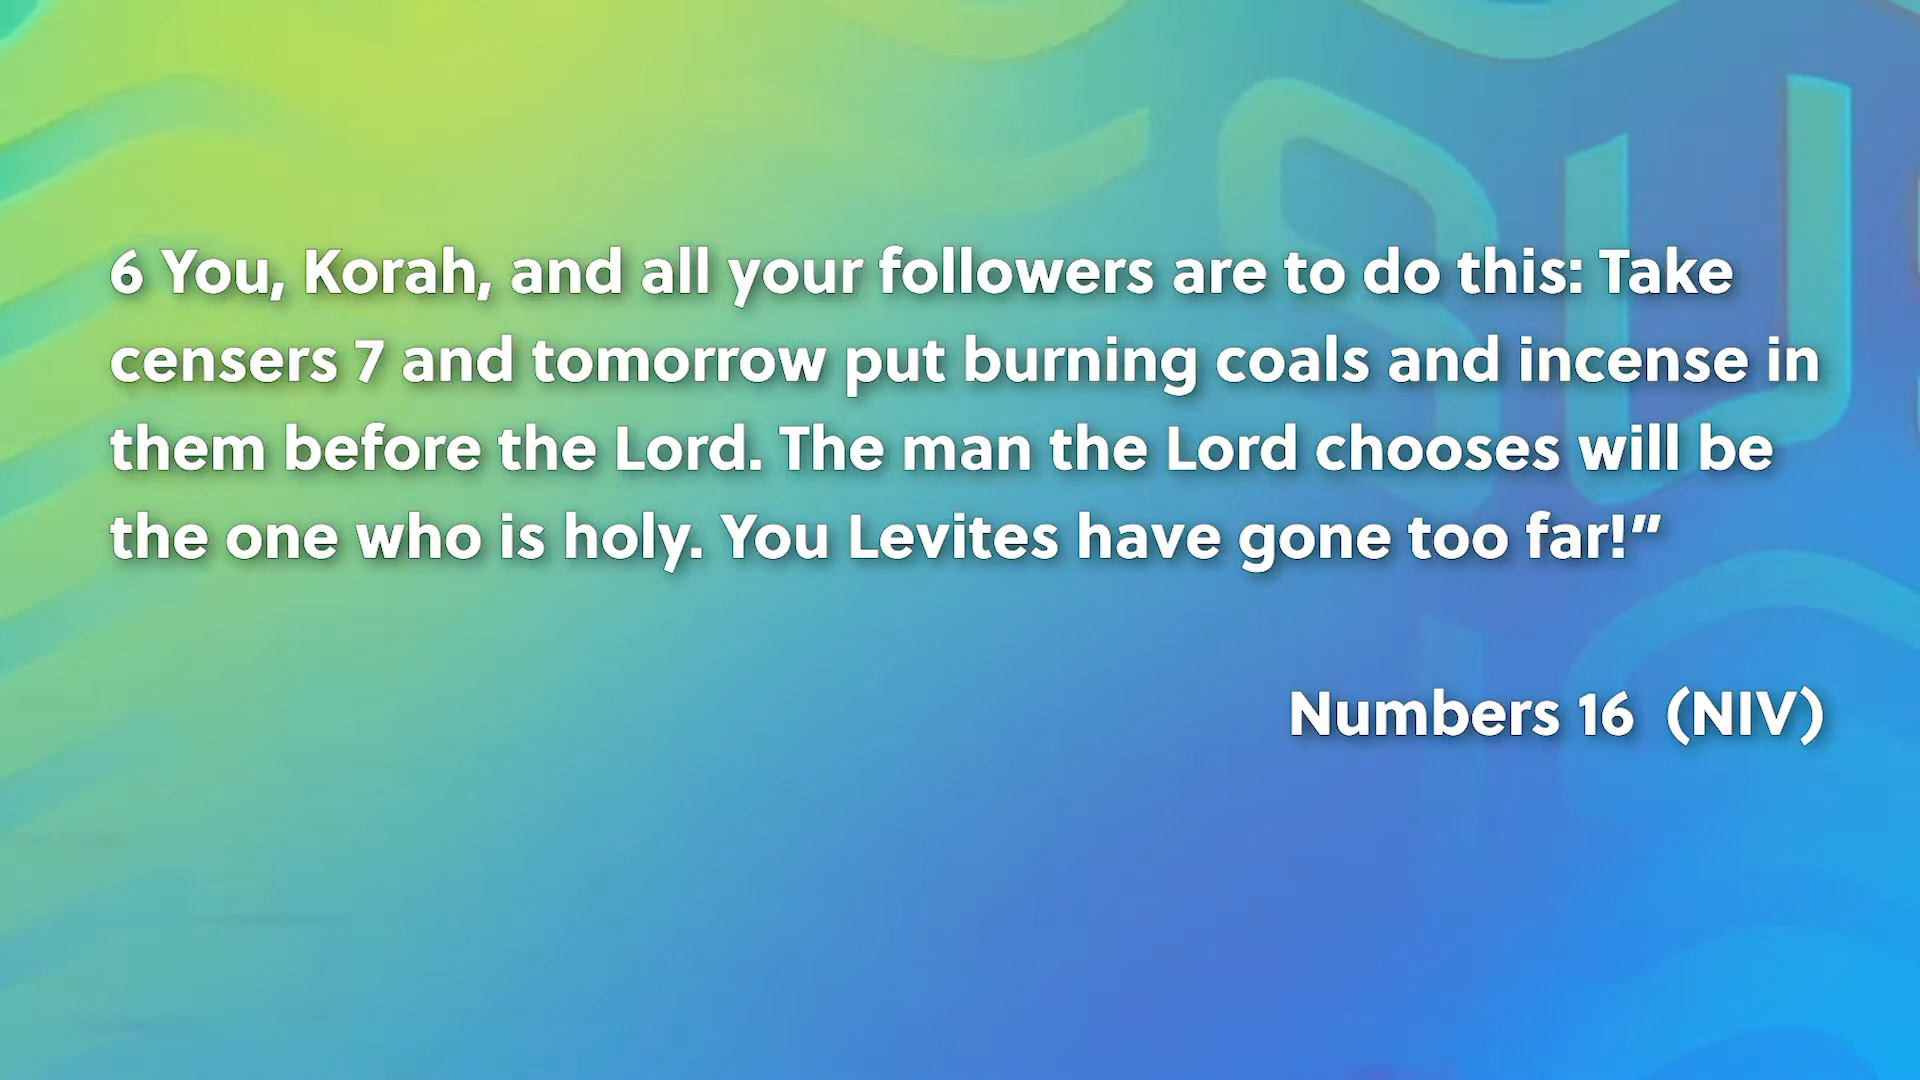 6 You, Korah, and all your followers are to do this: Take
censers 7 and tomorrow put burning coals and incense in
them before the Lord. The man the Lord chooses will be
the one who is holy. You Levites have gone too far!”
Numbers 16 (NIV)